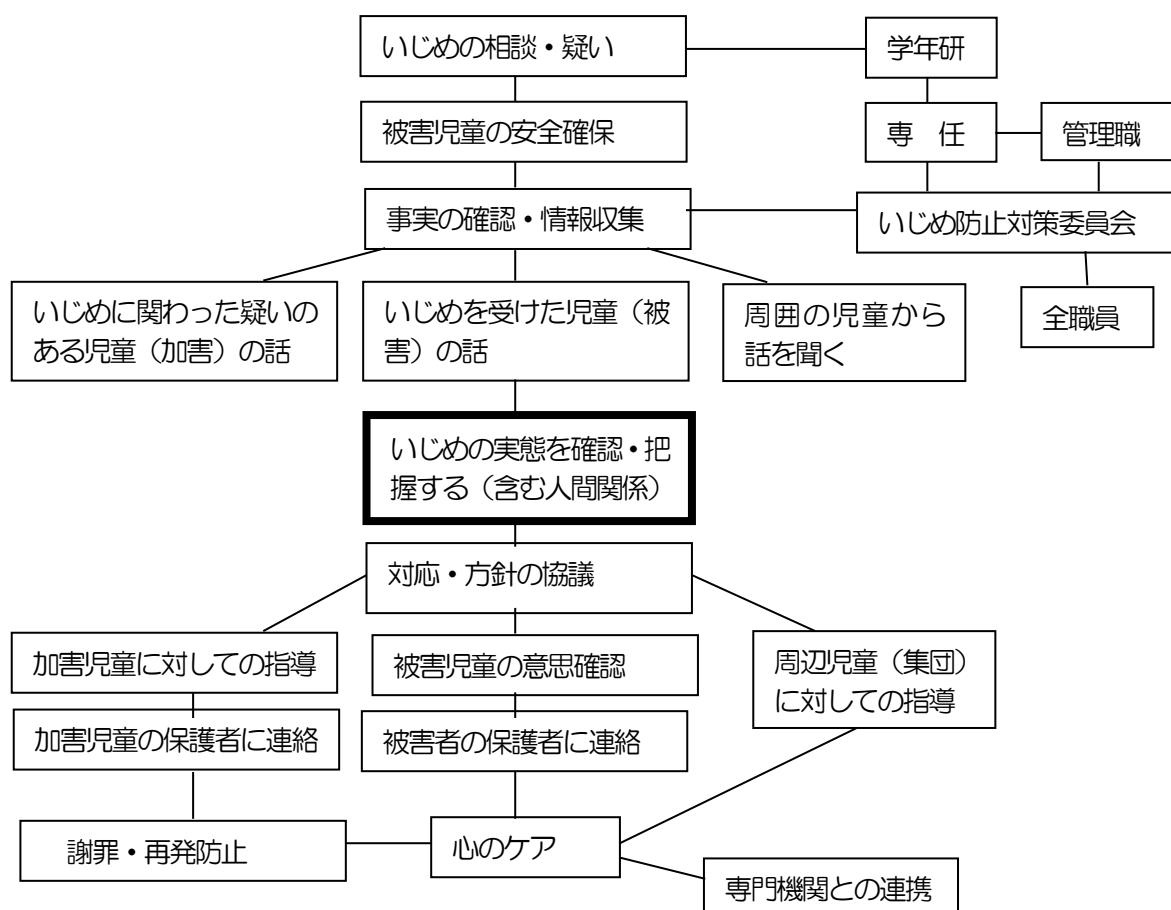 いじめの相談・疑い
学年研
被害児童の安全確保
専　任
管理職
事実の確認・情報収集
いじめ防止対策委員会
いじめに関わった疑いの
ある児童（加害）の話
いじめを受けた児童（被
害）の話
周囲の児童から
話を聞く
全職員
いじめの実態を確認・把
握する（含む人間関係）
対応・方針の協議
加害児童に対しての指導
被害児童の意思確認
周辺児童（集団）
に対しての指導
加害児童の保護者に連絡
被害者の保護者に連絡
謝罪・再発防止
心のケア
専門機関との連携